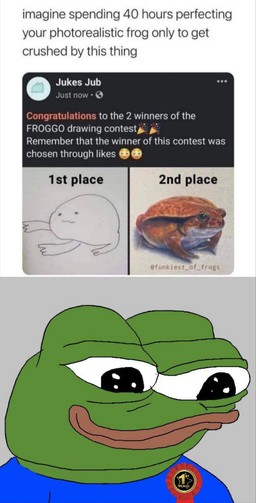 imagine spending 40 hours perfecting
your photorealistic frog only to get
crushed by this thing
Jukes Jub
Just now •
Congratulations to the 2 winners of the
FROGGO drawing contest🎉🎉
Remember that the winner of this contest was
chosen through likes 😳😳
1st place
2nd place
@funkiest_of_frogs
1